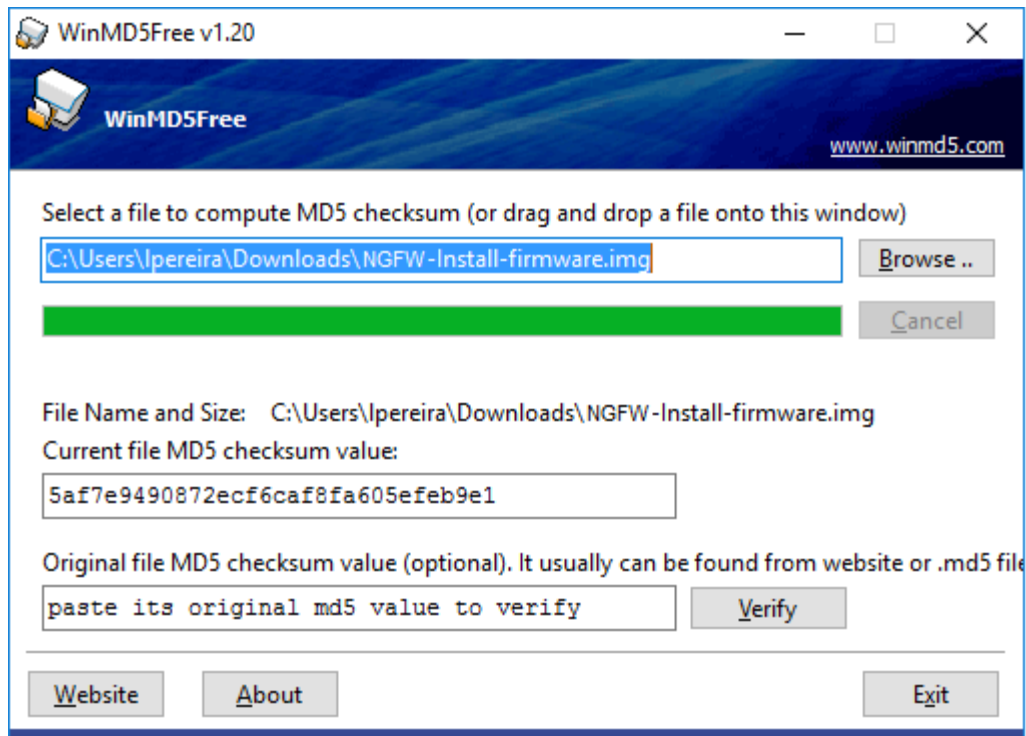 WinMD5Free v1.20
WinMD5Free
www.winmd5.com
Select a file to compute MD5 checksum (or drag and drop a file onto this window)
C:\Users\lpereira\Downloads\NGFW-Install-firmware.img
Browse ..
Cancel
File Name and Size: C:\Users\lpereira\Downloads\NGFW-Install-firmware.img
Current file MD5 checksum value:
5af7e9490872ecf6caf8fa605efeb9e1
Original file MD5 checksum value (optional). It usually can be found from website or .md5 file
paste its original md5 value to verify
Verify
Website
About
Exit